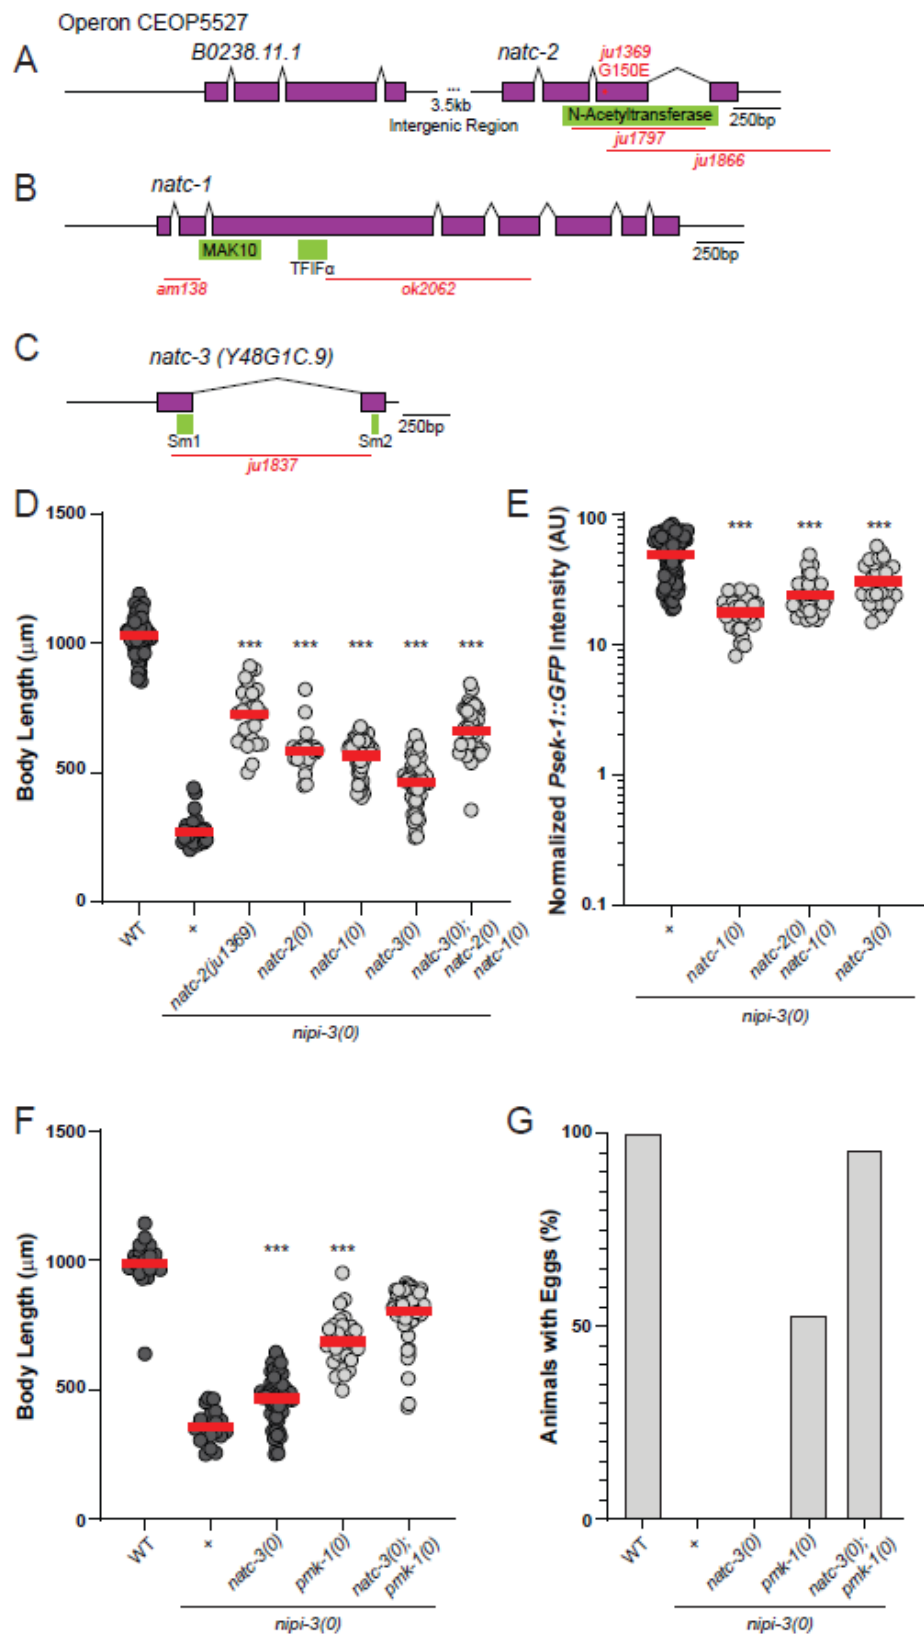 Operon CEOP5527
A
B0238.11.1
natc-2
ju1369
G150E
...
3.5kb
Intergenic Region
N-Acetyltransferase
250bp
ju1797
ju1866
B
natc-1
MAK10
TFIFα
250bp
am138
ok2062
C
natc-3 (Y48G1C.9)
250bp
Sm1
Sm2
ju1837
D
Body Length (μm)
1500
1000
500
0
*** *** *** *** ***
WT
+
natc-2(ju1369)
natc-2(0)
natc-1(0)
natc-3(0)
natc-3(0);
natc-2(0)
natc-1(0)
nipi-3(0)
E
Normalized Psek-1::GFP Intensity (AU)
100
10
1
0.1
*** *** ***
+
natc-1(0)
natc-2(0)
natc-1(0)
natc-3(0)
nipi-3(0)
F
Body Length (μm)
1500
1000
500
0
*** ***
WT
+
natc-3(0)
pmk-1(0)
natc-3(0);
pmk-1(0)
nipi-3(0)
G
Animals with Eggs (%)
100
50
0
WT
+
natc-3(0)
pmk-1(0)
natc-3(0);
pmk-1(0)
nipi-3(0)